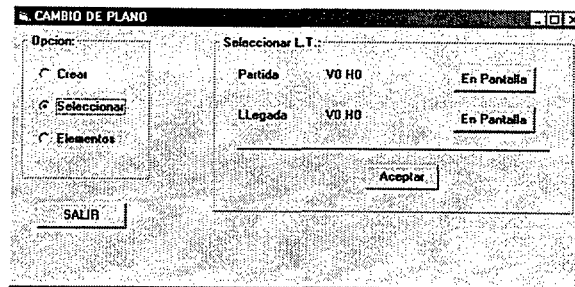 CAMBIO DE PLANO
Opcion:
Crear
Seleccionar
Elementos
SALIR
Seleccionar L.T.:
Partida V0 H0 En Pantalla
LLegada V0 H0 En Pantalla
Aceptar